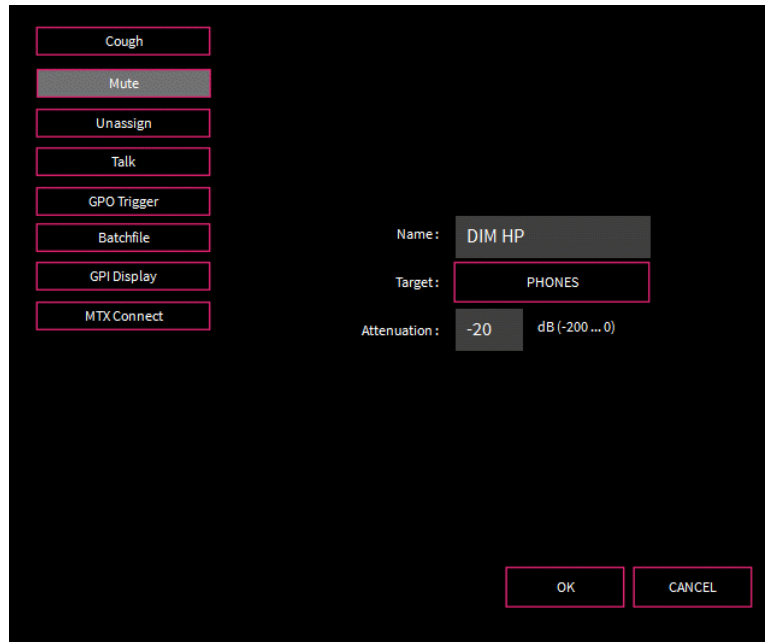 Cough
Mute
Unassign
Talk
GPO Trigger
Batchfile
GPI Display
MTX Connect
Name: DIM HP
Target: PHONES
Attenuation: -20 dB (-200 ... 0)
OK CANCEL